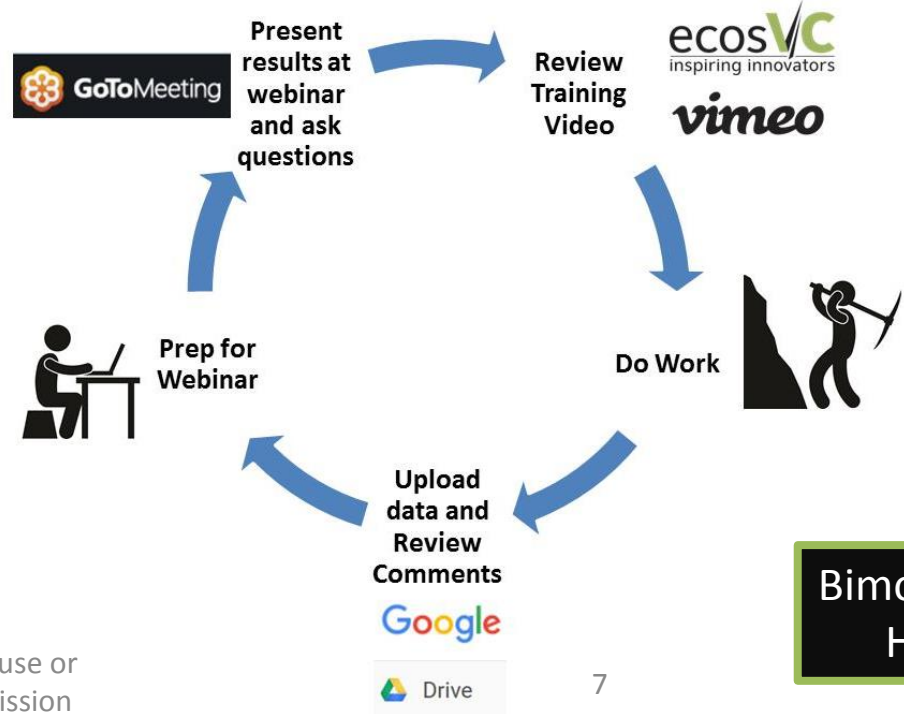 GoToMeeting
Present
results at
webinar
and ask
questions
Review
Training
Video
ecosVC
inspiring innovators
vimeo
Do Work
Upload
data and
Review
Comments
Google
Drive
Prep for
Webinar
use or
ission
7